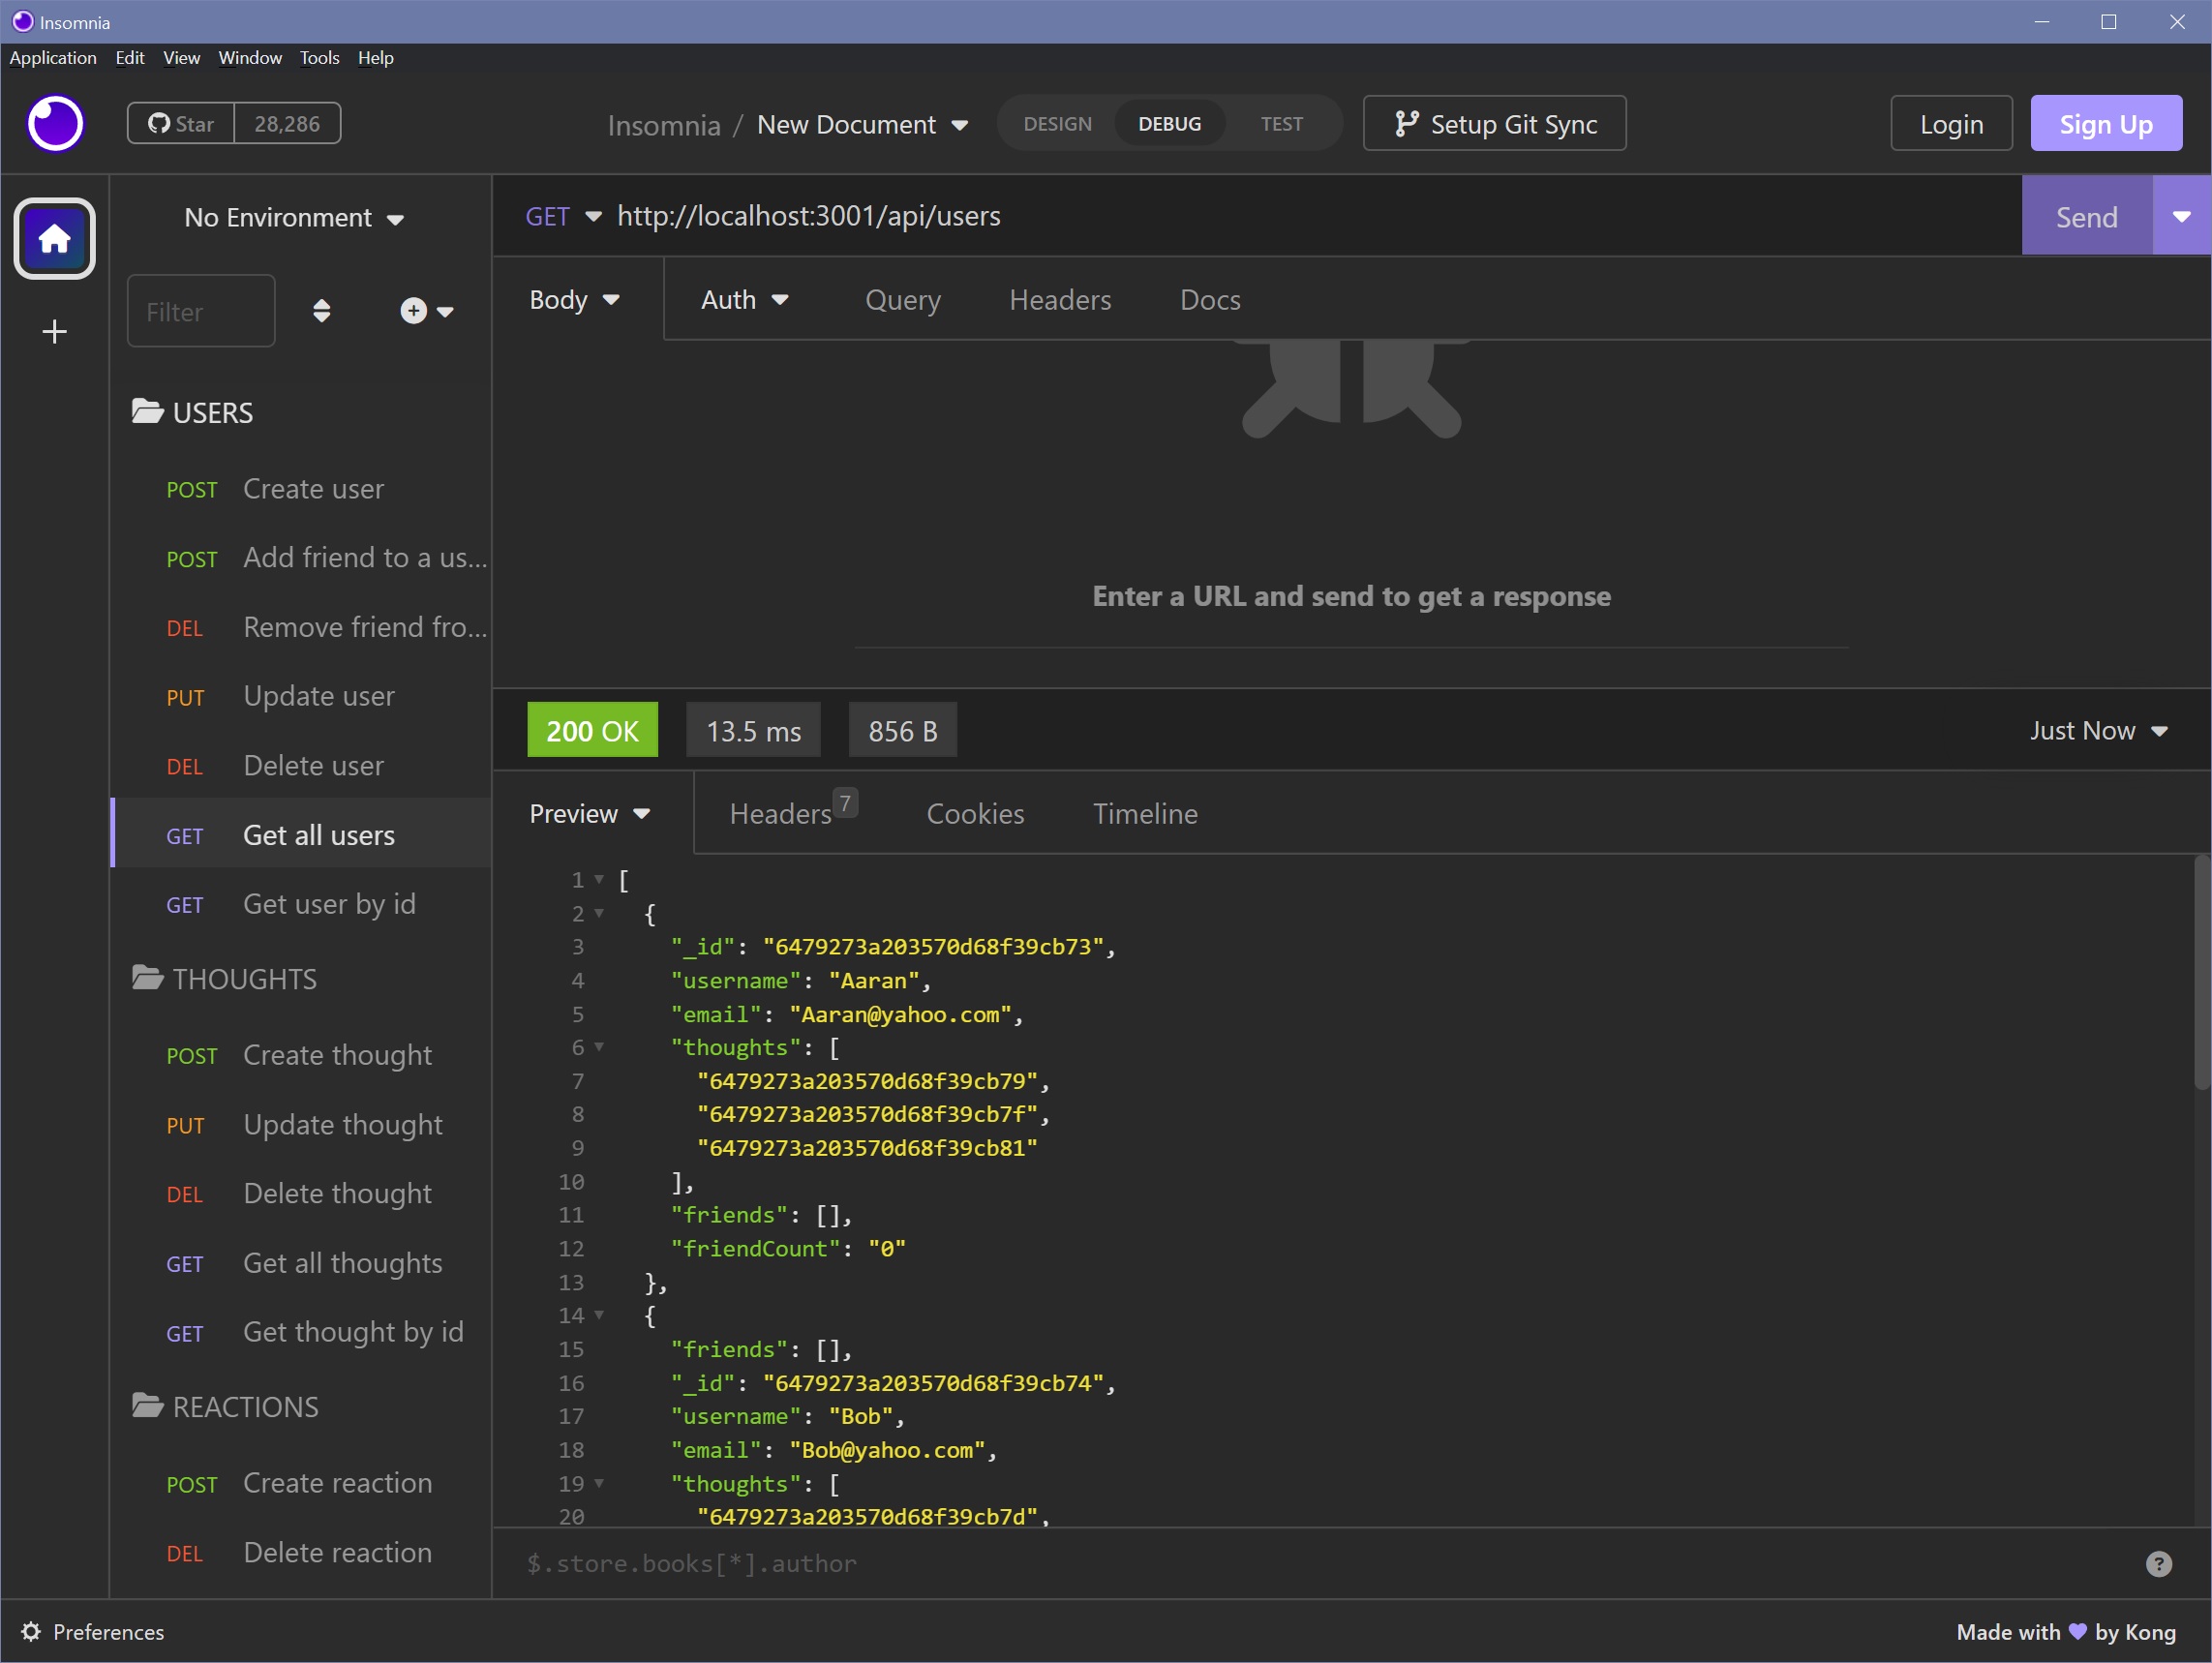 Insomnia
Application Edit View Window Tools Help
Star 28,286
Insomnia / New Document
DESIGN DEBUG TEST
Setup Git Sync
Login
Sign Up
No Environment
Filter
USERS
POST Create user
POST Add friend to a us...
DEL Remove friend fro...
PUT Update user
DEL Delete user
GET Get all users
GET Get user by id
THOUGHTS
POST Create thought
PUT Update thought
DEL Delete thought
GET Get all thoughts
GET Get thought by id
REACTIONS
POST Create reaction
DEL Delete reaction
GET http://localhost:3001/api/users
Send
Body Auth Query Headers Docs
Enter a URL and send to get a response
200 OK 13.5 ms 856 B Just Now
Preview Headers 7 Cookies Timeline
1 [
2 {
3 "_id": "6479273a203570d68f39cb73",
4 "username": "Aaran",
5 "email": "Aaran@yahoo.com",
6 "thoughts": [
7 "6479273a203570d68f39cb79",
8 "6479273a203570d68f39cb7f",
9 "6479273a203570d68f39cb81"
10 ],
11 "friends": [],
12 "friendCount": "0"
13 },
14 {
15 "friends": [],
16 "_id": "6479273a203570d68f39cb74",
17 "username": "Bob",
18 "email": "Bob@yahoo.com",
19 "thoughts": [
20 "6479273a203570d68f39cb7d",
$.store.books[*].author
?
Preferences
Made with 💜 by Kong